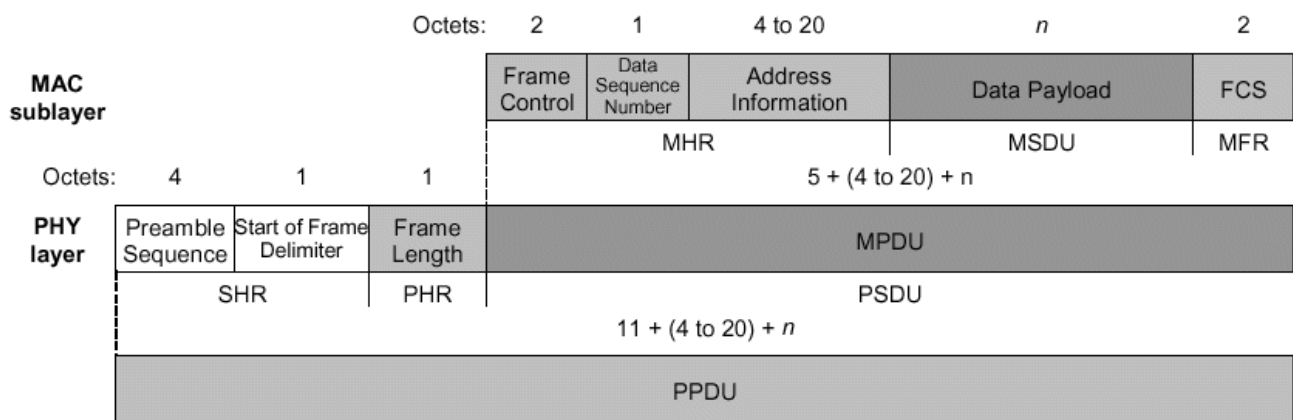 Octets: 2 1 4 to 20 n 2
MAC
sublayer
Frame
Control
Data
Sequence
Number
Address
Information
Data Payload
FCS
MHR MSDU MFR
Octets: 4 1 1 5 + (4 to 20) + n
PHY
layer
Preamble
Sequence
Start of Frame
Delimiter
Frame
Length
MPDU
SHR PHR PSDU
11 + (4 to 20) + n
PPDU